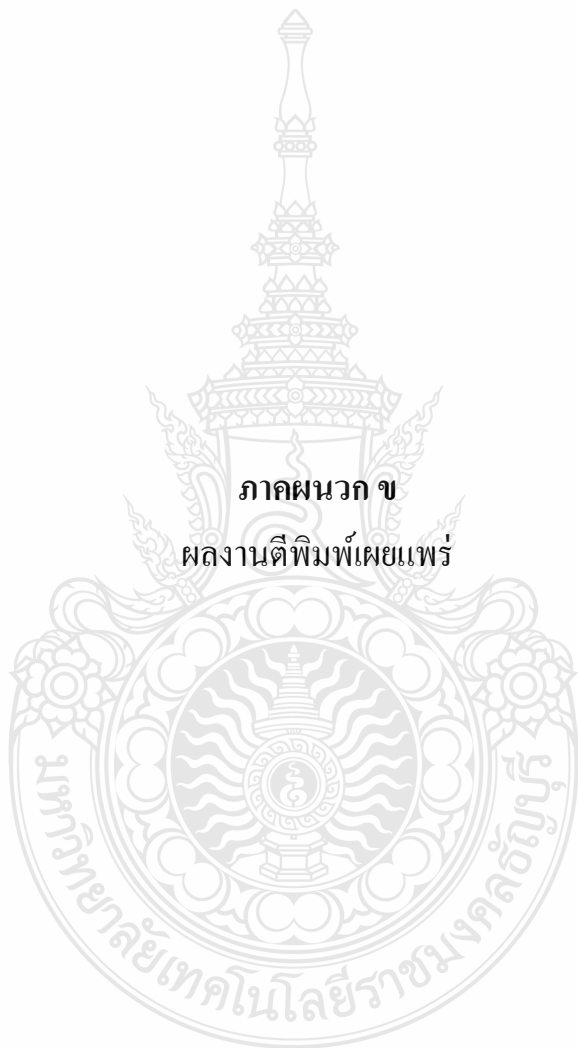 ภาคผนวก ข
ผลงานตีพิมพ์เผยแพร่
มหาวิทยาลัยเทคโนโลยีราชมงคลธัญบุรี